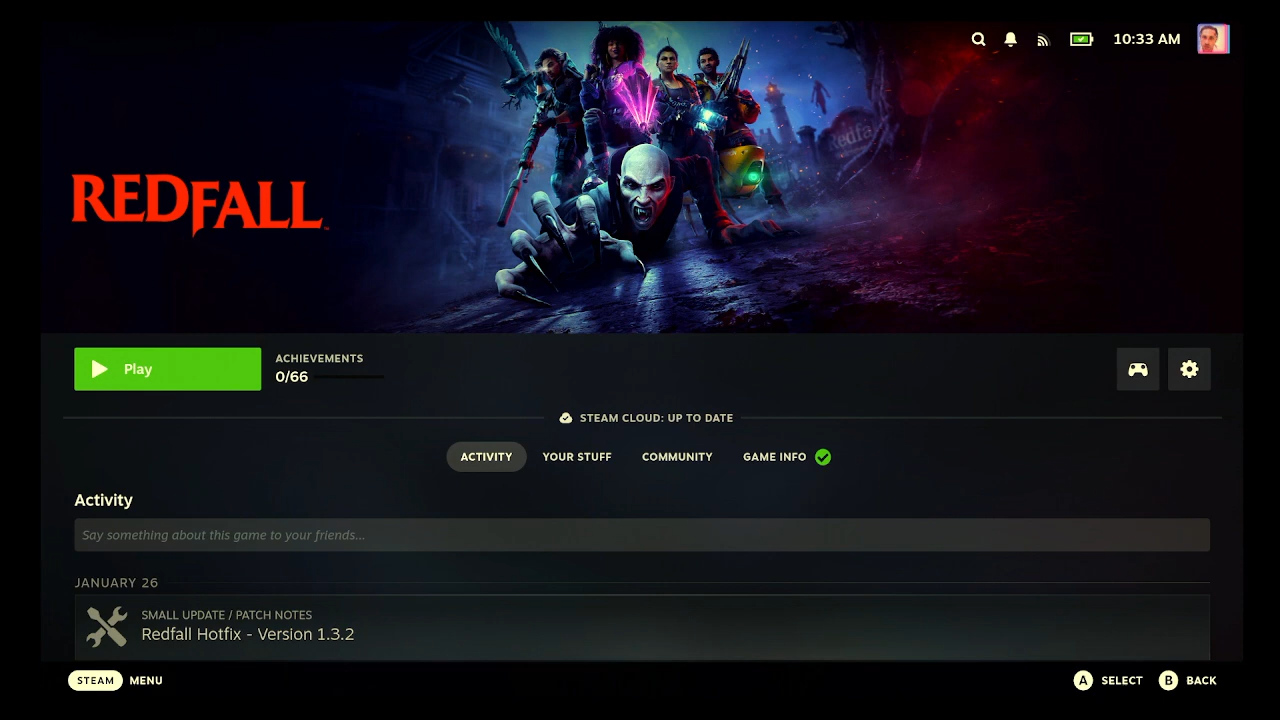 10:33 AM
Redfa
REDFALL
Play
ACHIEVEMENTS
0/66
STEAM CLOUD: UP TO DATE
ACTIVITY
YOUR STUFF
COMMUNITY
GAME INFO
Activity
Say something about this game to your friends...
JANUARY 26
SMALL UPDATE / PATCH NOTES
Redfall Hotfix - Version 1.3.2
STEAM MENU
A SELECT
B BACK